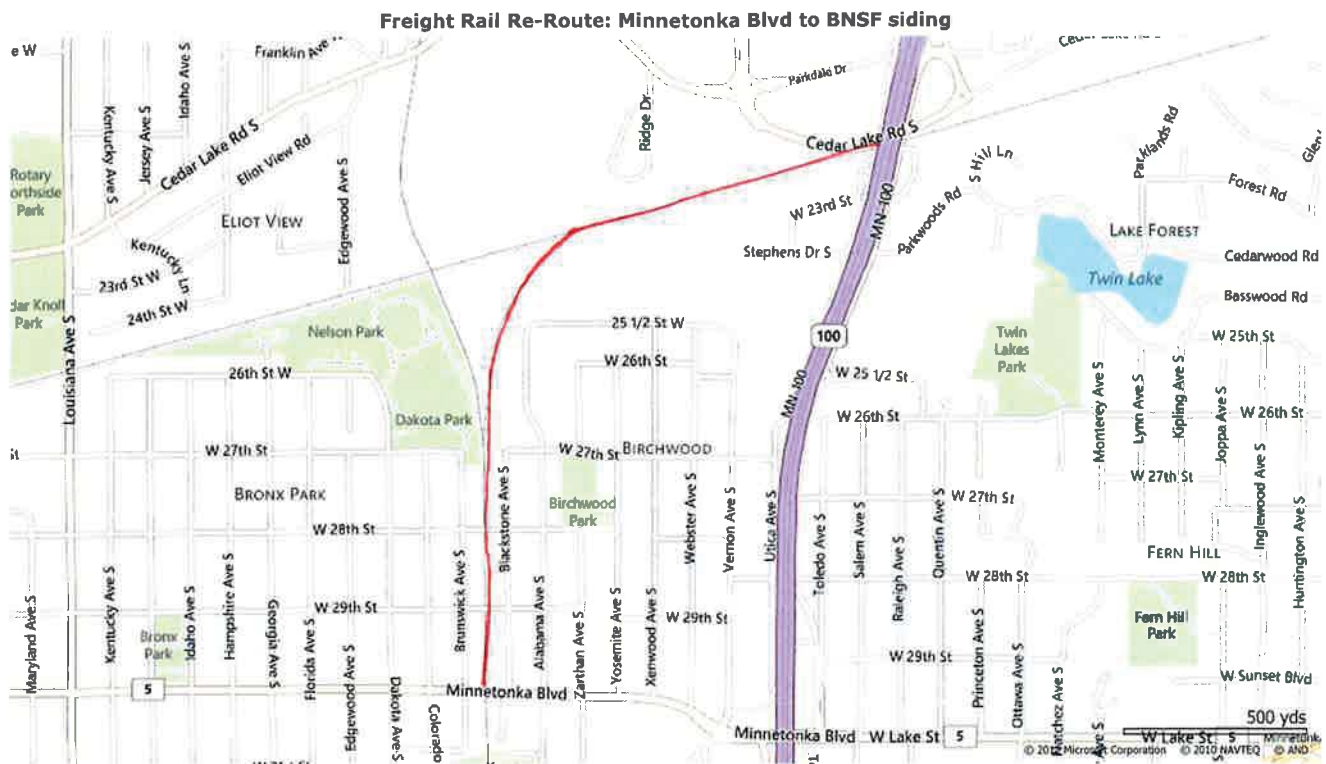 Freight Rail Re-Route: Minnetonka Blvd to BNSF siding
e W
Franklin Ave
Kentucky Ave S
Jersey Ave S
Idaho Ave S
Cedar Lake Rd S
Eliot View Rd
Edgewood Ave S
Ridge Dr
Parkdale Dr
Cedar Lake Rd S
Cedar Lake Rd S
S Hill Ln
Parklands Rd
Forest Rd
Rotary
orthside
Park
ELIOT VIEW
W 23rd St
MN-100
Parkwoods Rd
LAKE FOREST
Kentucky Ln
23rd St W
24th St W
Stephens Dr S
Twin Lake
Cedarwood Rd
Basswood Rd
dar Knoll
Park
Louisiana Ave S
Nelson Park
25 1/2 St W
W 26th St
100
Twin
Lakes
Park
W 25th St
26th St W
Dakota Park
MN-100
W 25 1/2 St
W 26th St
Monterey Ave S
Lynn Ave S
Kipling Ave S
Joppa Ave S
W 26th St
St
W 27th St
W 27th St
BIRCHWOOD
W 27th St
Inglewood Ave S
Huntington Ave S
BRONX PARK
Blackstone Ave S
Birchwood
Park
Webster Ave S
Vernon Ave S
Utica Ave S
Toledo Ave S
Salem Ave S
Raleigh Ave S
Quentin Ave S
W 27th St
W 28th St
FERN HILL
W 28th St
W 28th St
Maryland Ave S
Kentucky Ave S
Idaho Ave S
Hampshire Ave S
Georgia Ave S
Florida Ave S
Edgewood Ave S
W 29th St
Brunswick Ave S
Alabama Ave S
Zarthan Ave S
Yosemite Ave S
Xenwood Ave S
W 29th St
Bronx
Park
W 29th St
Princeton Ave S
Ottawa Ave S
Natchez Ave S
Fern Hill
Park
W Sunset Blvd
5
Dakota Ave S
Colorado
Minnetonka Blvd
Minnetonka Blvd
W Lake St
5
W Lake St
5
Minnetonka
500 yds
© 2012 Microsoft Corporation © 2010 NAVTEQ © AND